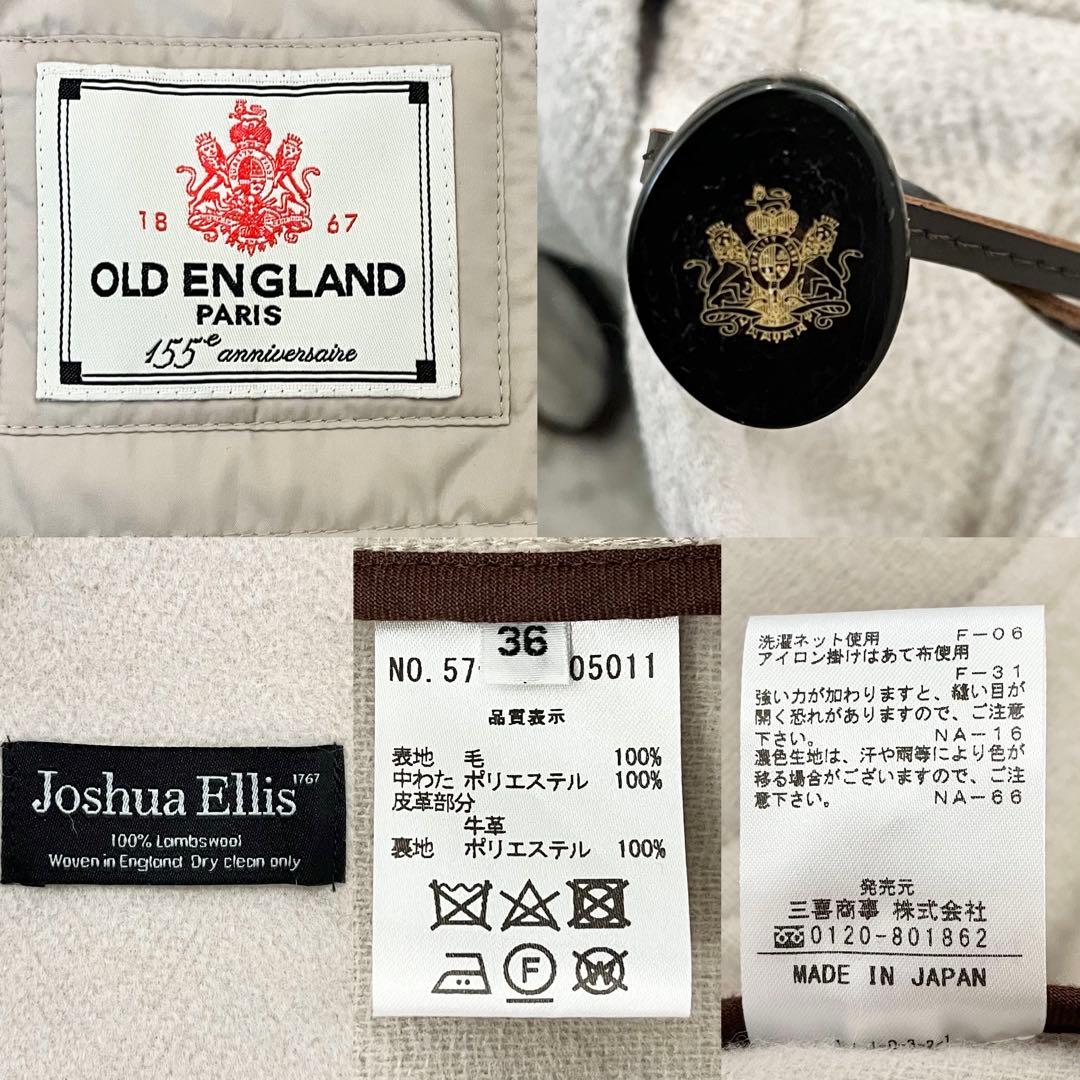 18 67
OLD ENGLAND
PARIS
155e anniversaire
Joshua Ellis 1767
100% Lambswool
Woven in England Dry clean only
36
NO. 57 05011
品質表示
表地 毛 100%
中わた ポリエステル 100%
皮革部分
牛革
裏地 ポリエステル 100%
F
W
洗濯ネット使用 F-06
アイロン掛けはあて布使用
F-31
強い力が加わりますと、縫い目が
開く恐れがありますので、ご注意
下さい。 NA-16
濃色生地は、汗や雨等により色が
移る場合がございますので、ご注
意下さい。 NA-66
発売元
三喜商事 株式会社
0120-801862
MADE IN JAPAN